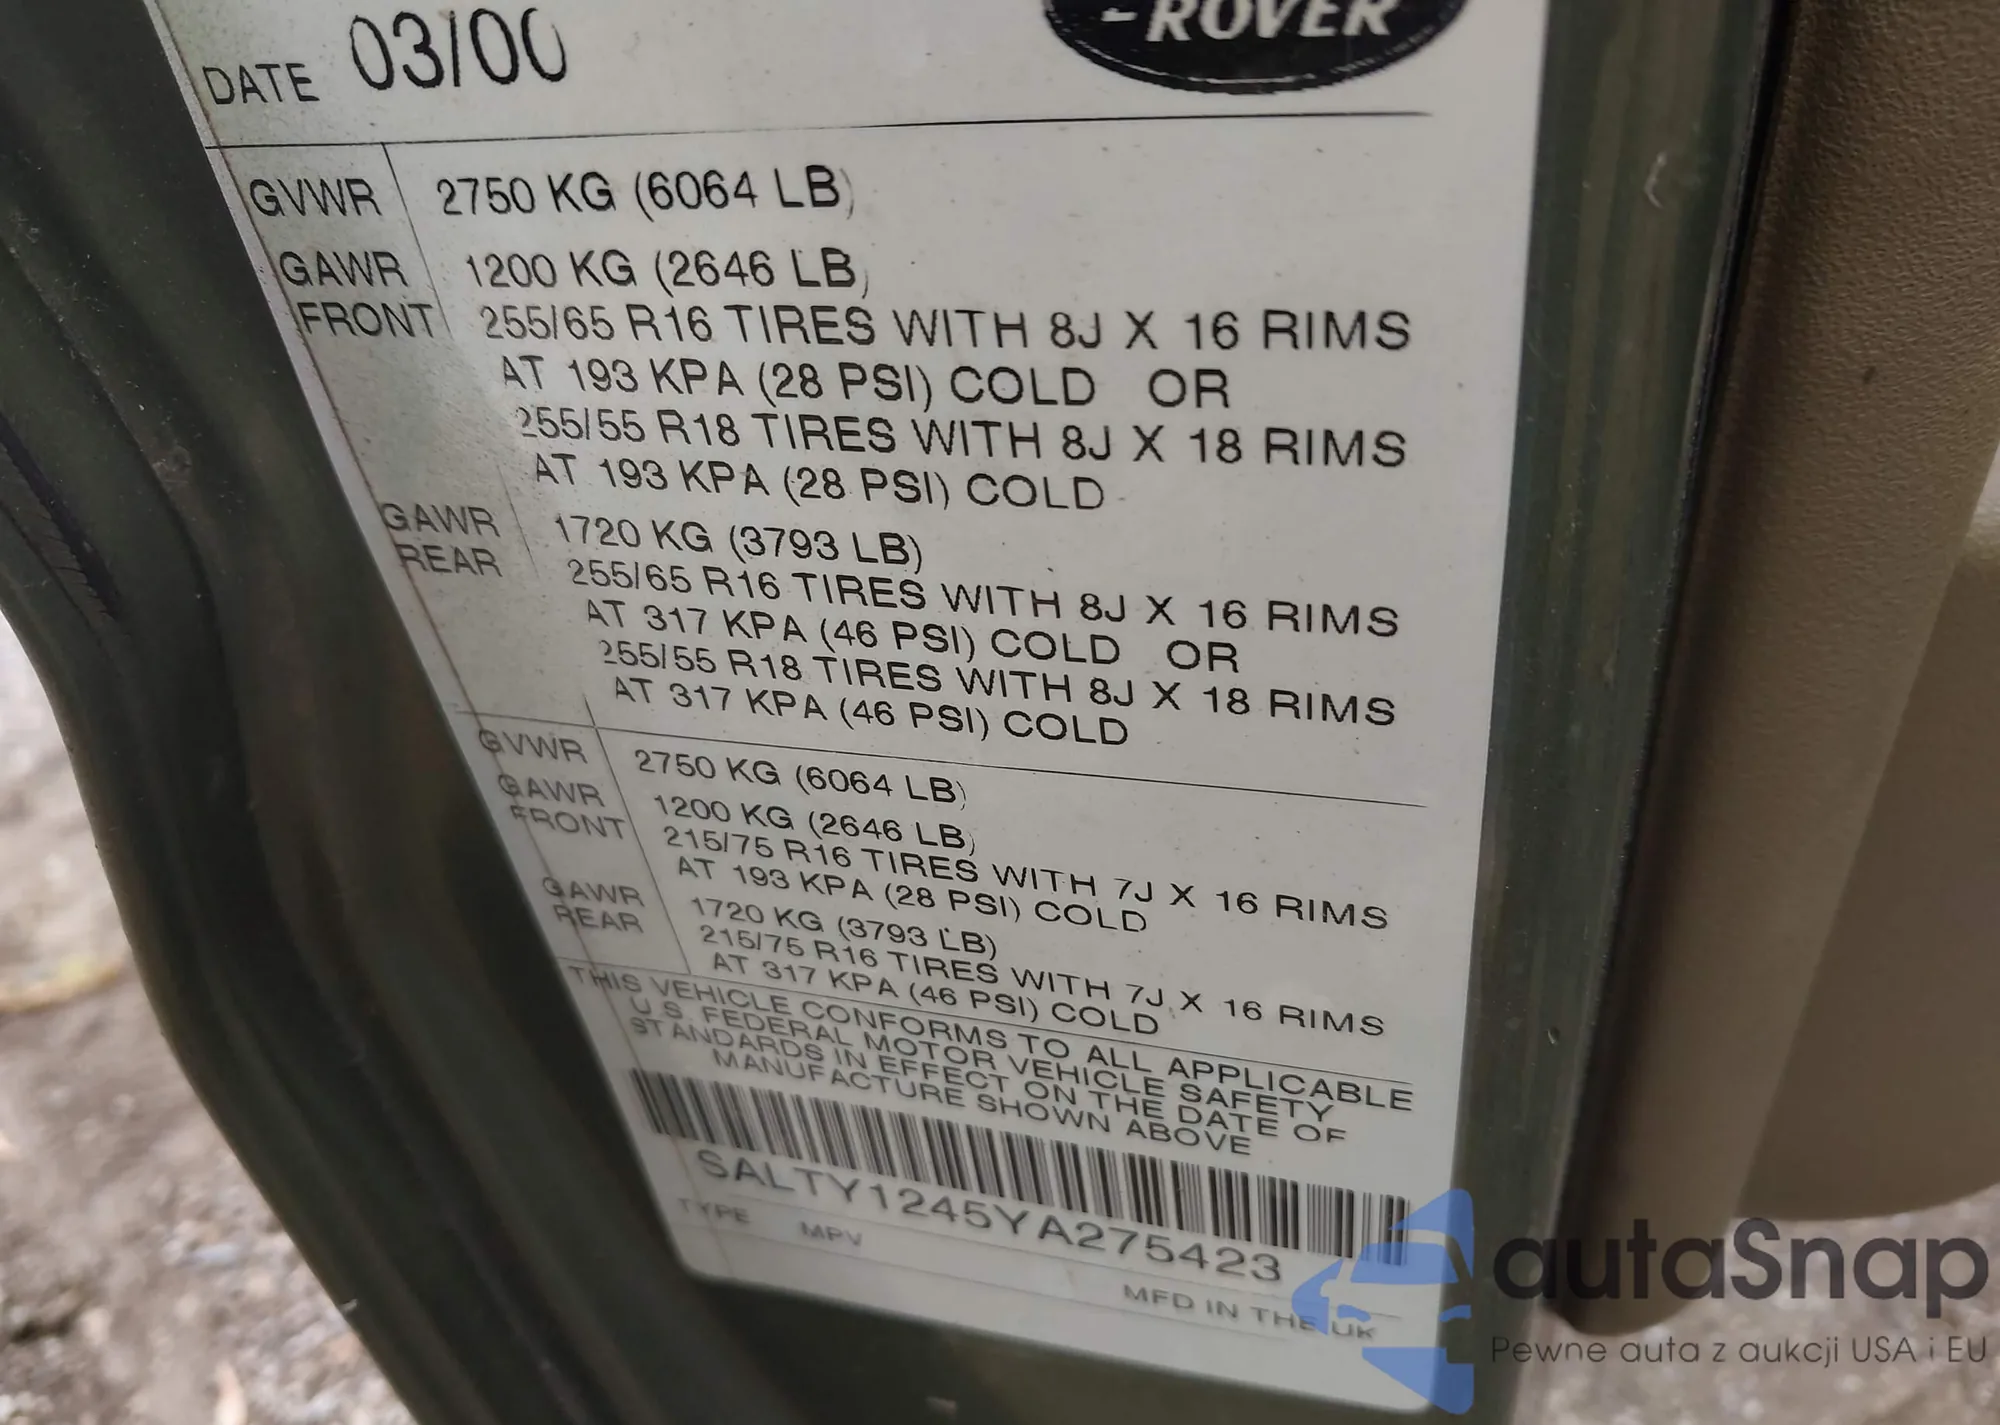 -ROVER
DATE 03/00
GVWR 2750 KG (6064 LB)
GAWR 1200 KG (2646 LB)
FRONT 255/65 R16 TIRES WITH 8J X 16 RIMS
AT 193 KPA (28 PSI) COLD OR
255/55 R18 TIRES WITH 8J X 18 RIMS
AT 193 KPA (28 PSI) COLD
GAWR 1720 KG (3793 LB)
REAR 255/65 R16 TIRES WITH 8J X 16 RIMS
AT 317 KPA (46 PSI) COLD OR
255/55 R18 TIRES WITH 8J X 18 RIMS
AT 317 KPA (46 PSI) COLD
GVWR 2750 KG (6064 LB)
GAWR 1200 KG (2646 LB)
FRONT 215/75 R16 TIRES WITH 7J X 16 RIMS
AT 193 KPA (28 PSI) COLD
GAWR 1720 KG (3793 LB)
REAR 215/75 R16 TIRES WITH 7J X 16 RIMS
AT 317 KPA (46 PSI) COLD
THIS VEHICLE CONFORMS TO ALL APPLICABLE
U.S. FEDERAL MOTOR VEHICLE SAFETY
STANDARDS IN EFFECT ON THE DATE OF
MANUFACTURE SHOWN ABOVE
SALTY1245YA275423
TYPE MPV
MFD IN THE UK
autaSnap
Pewne auta z aukcji USA i EU